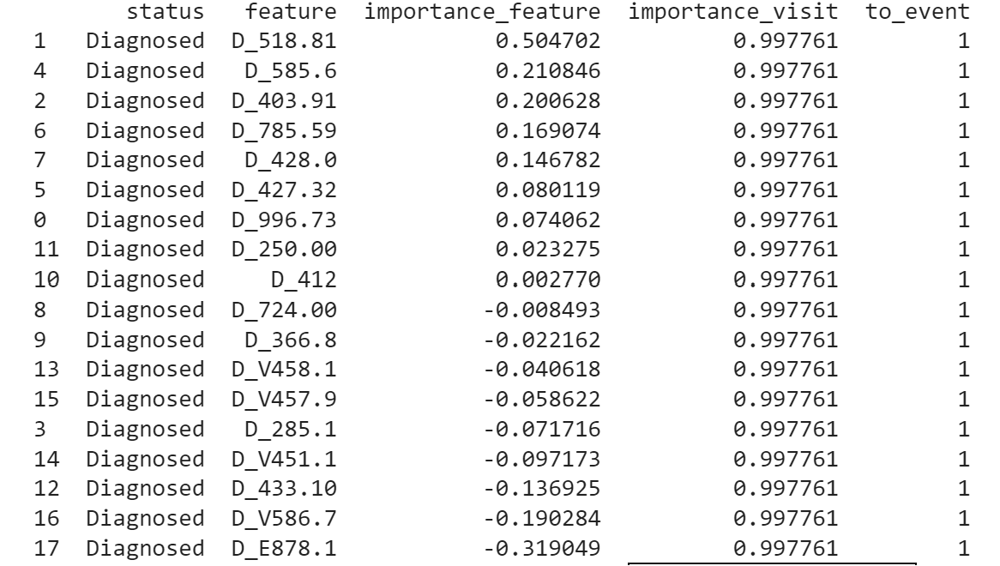 status feature importance_feature importance_visit to_event
1 Diagnosed D_518.81 0.504702 0.997761 1
4 Diagnosed D_585.6 0.210846 0.997761 1
2 Diagnosed D_403.91 0.200628 0.997761 1
6 Diagnosed D_785.59 0.169074 0.997761 1
7 Diagnosed D_428.0 0.146782 0.997761 1
5 Diagnosed D_427.32 0.080119 0.997761 1
0 Diagnosed D_996.73 0.074062 0.997761 1
11 Diagnosed D_250.00 0.023275 0.997761 1
10 Diagnosed D_412 0.002770 0.997761 1
8 Diagnosed D_724.00 -0.008493 0.997761 1
9 Diagnosed D_366.8 -0.022162 0.997761 1
13 Diagnosed D_V458.1 -0.040618 0.997761 1
15 Diagnosed D_V457.9 -0.058622 0.997761 1
3 Diagnosed D_285.1 -0.071716 0.997761 1
14 Diagnosed D_V451.1 -0.097173 0.997761 1
12 Diagnosed D_433.10 -0.136925 0.997761 1
16 Diagnosed D_V586.7 -0.190284 0.997761 1
17 Diagnosed D_E878.1 -0.319049 0.997761 1